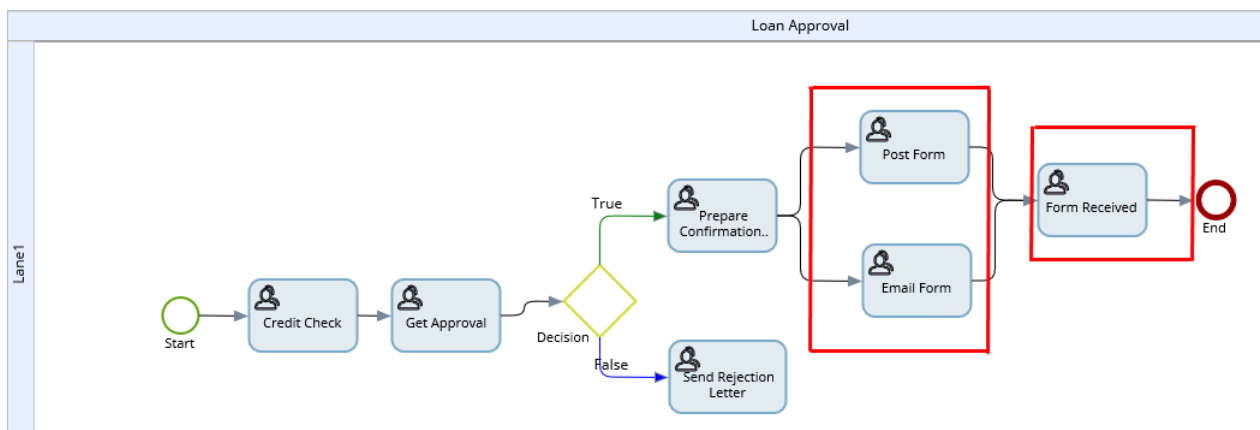 Loan Approval
Lane1
Start
Credit Check
Get Approval
Decision
True
False
Prepare
Confirmation..
Send Rejection
Letter
Post Form
Email Form
Form Received
End